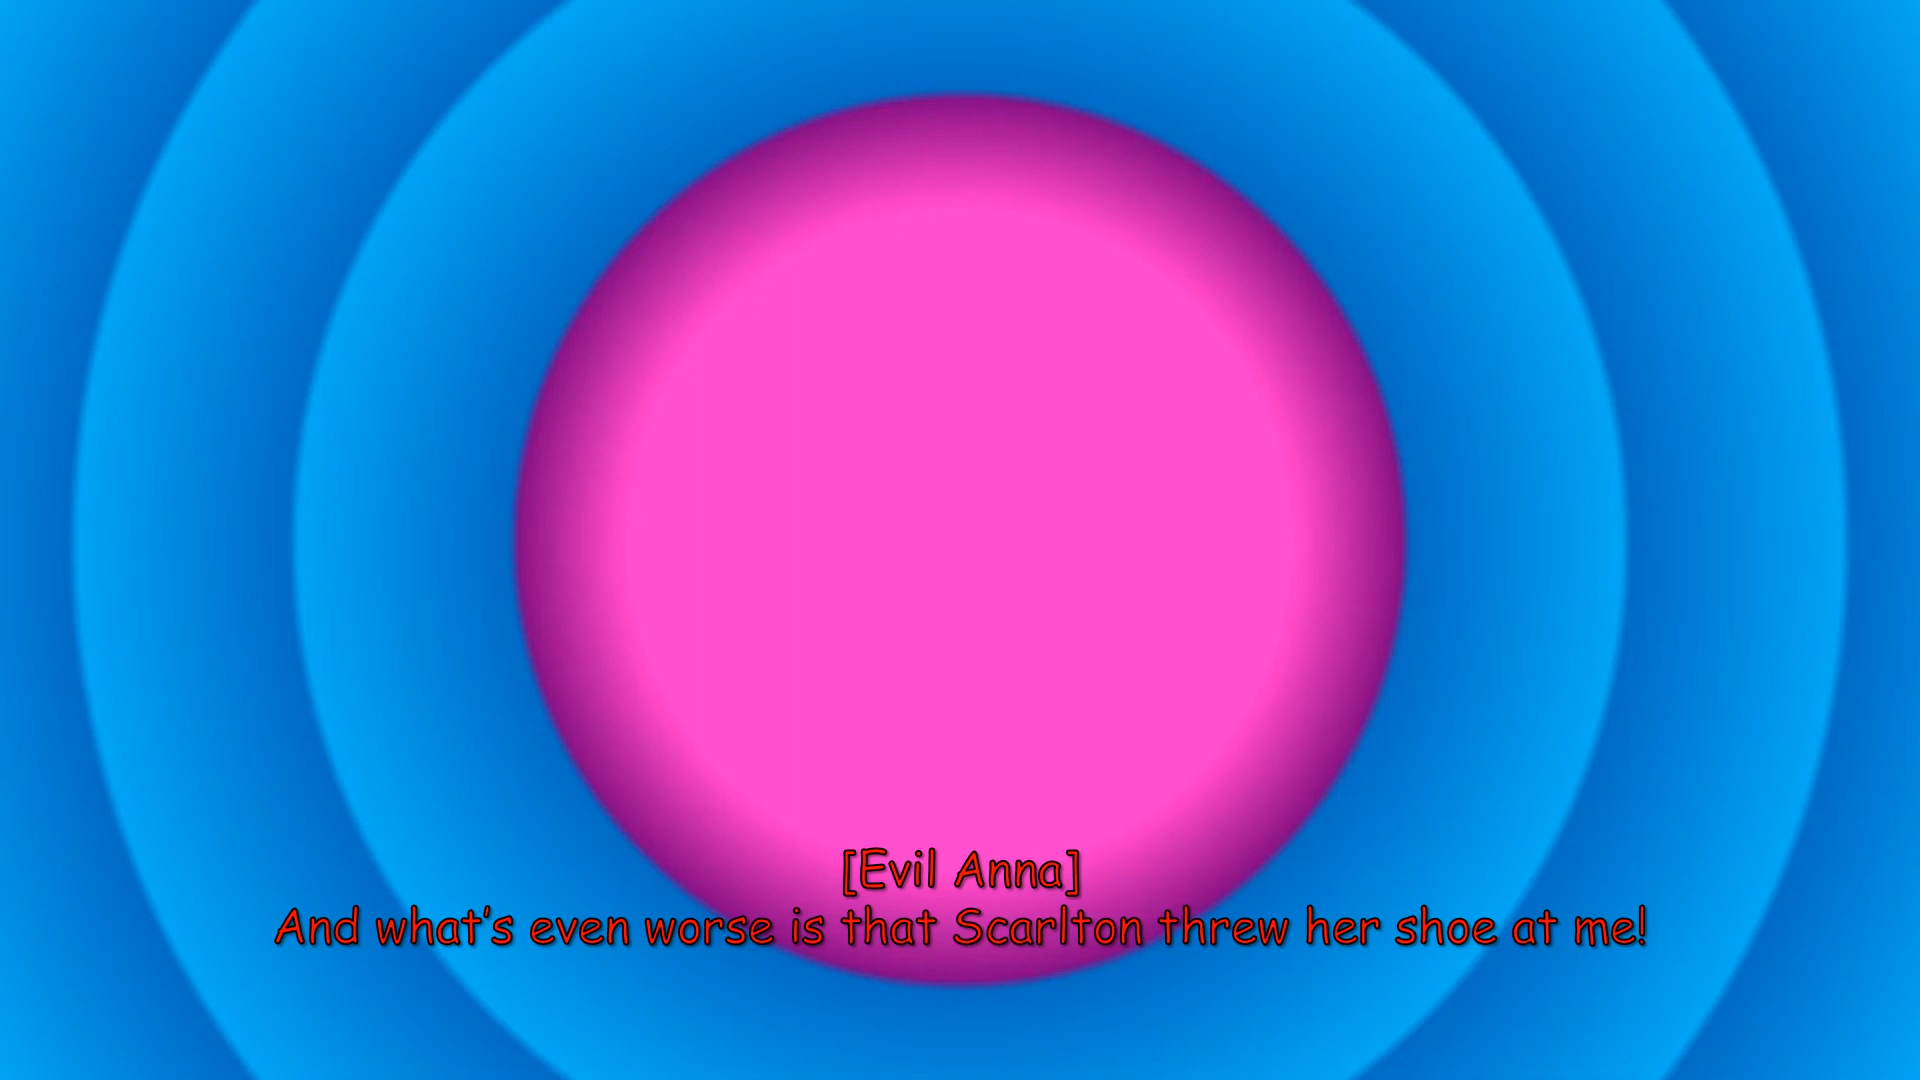 [Evil Anna]
And what's even worse is that Scarlton threw her shoe at me!